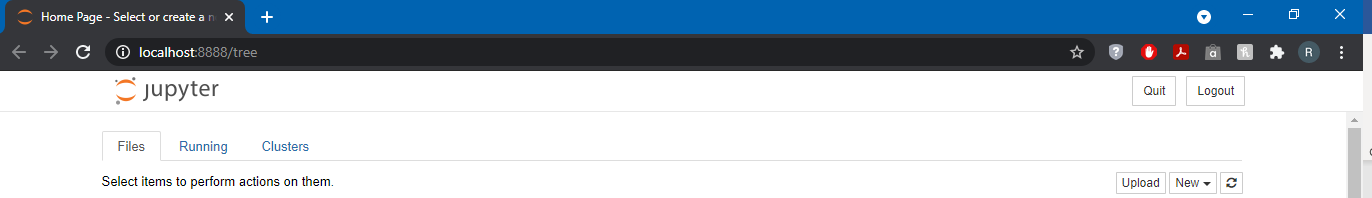 Home Page - Select or create a n
localhost:8888/tree
R
jupyter
Quit Logout
Files Running Clusters
Select items to perform actions on them.
Upload New